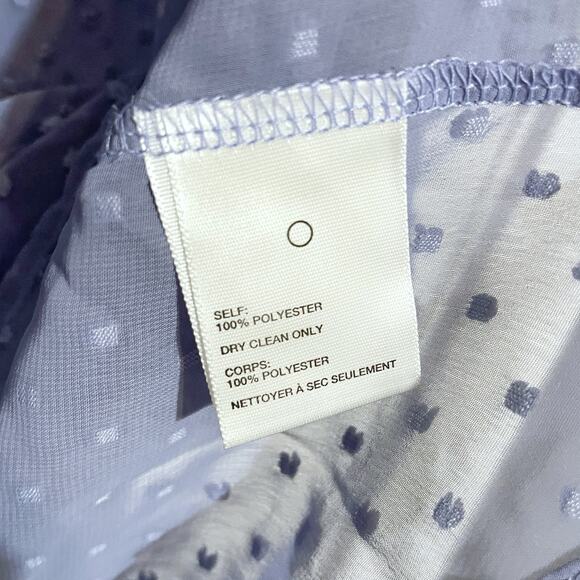 SELF:
100% POLYESTER
DRY CLEAN ONLY
CORPS:
100% POLYESTER
NETTOYER À SEC SEULEMENT